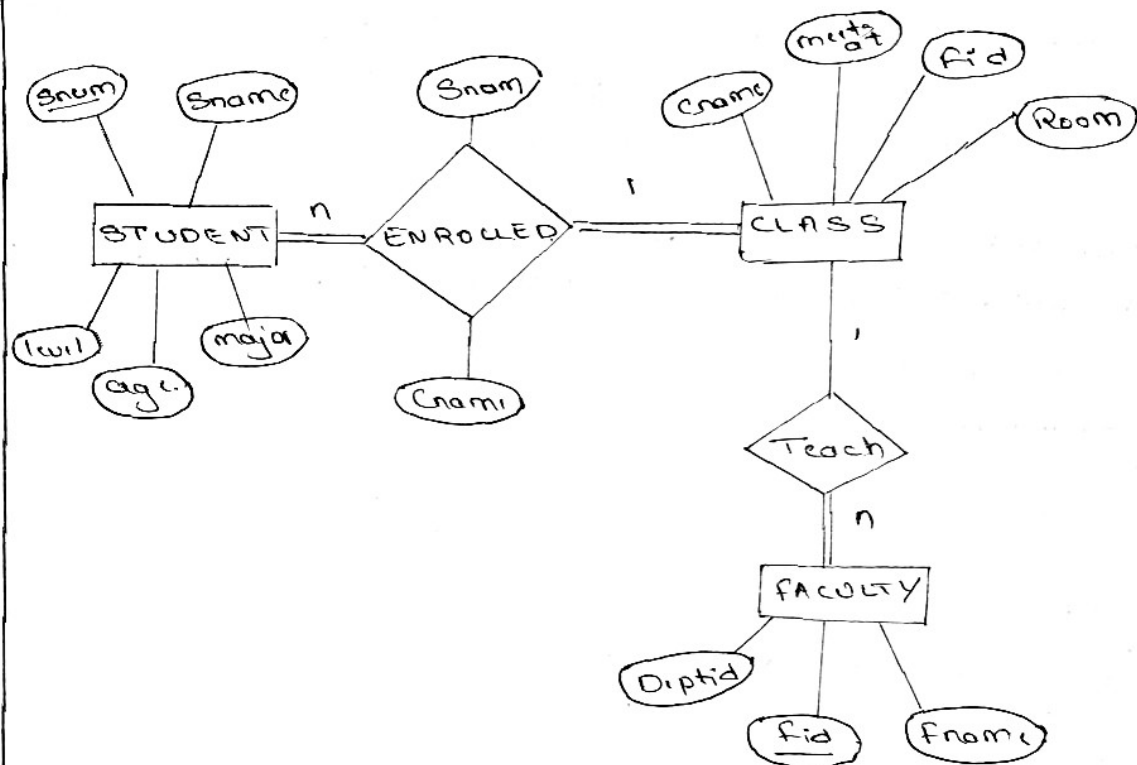 meets
at
fid
snum
Sname
Snam
Cname
Room
n
1
STUDENT
ENROLLED
CLASS
level
age.
major
Cname
1
Teach
n
FACULTY
Deptid
fid
Fname